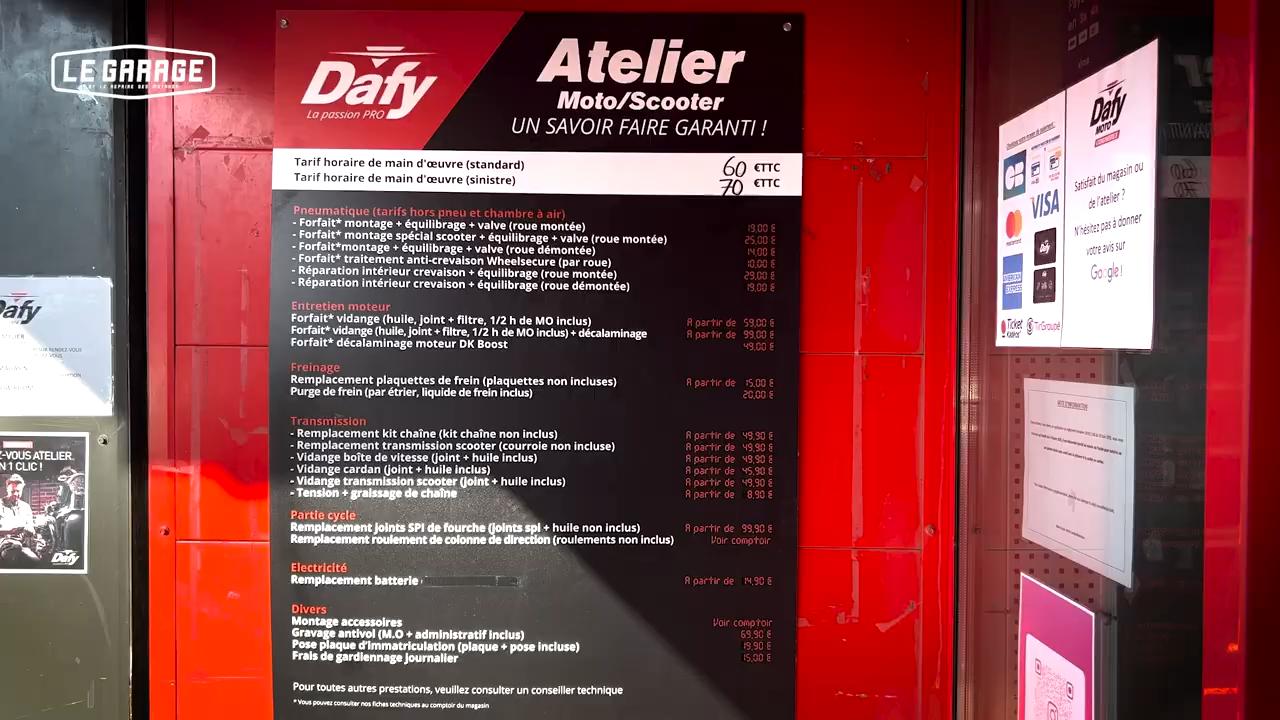 LE GARAGE
Dafy
La passion PRO
Atelier
Moto/Scooter
UN SAVOIR FAIRE GARANTI !
Tarif horaire de main d'œuvre (standard) 60 €TTC
Tarif horaire de main d'œuvre (sinistre) 70 €TTC
Pneumatique (tarifs hors pneu et chambre à air)
- Forfait* montage + équilibrage + valve (roue montée) 19,00 €
- Forfait* montage spécial scooter + équilibrage + valve (roue montée) 25,00 €
- Forfait*montage + équilibrage + valve (roue démontée) 14,00 €
- Forfait* traitement anti-crevaison Wheelsecure (par roue) 10,00 €
- Réparation intérieur crevaison + équilibrage (roue montée) 29,00 €
- Réparation intérieur crevaison + équilibrage (roue démontée) 19,00 €
Entretien moteur
Forfait* vidange (huile, joint + filtre, 1/2 h de MO inclus) A partir de 59,00 €
Forfait* vidange (huile, joint + filtre, 1/2 h de MO inclus) + décalaminage A partir de 99,00 €
Forfait* décalaminage moteur DK Boost 49,00 €
Freinage
Remplacement plaquettes de frein (plaquettes non incluses) A partir de 15,00 €
Purge de frein (par étrier, liquide de frein inclus) 20,00 €
Transmission
- Remplacement kit chaîne (kit chaîne non inclus) A partir de 49,90 €
- Remplacement transmission scooter (courroie non incluse) A partir de 49,90 €
- Vidange boîte de vitesse (joint + huile inclus) A partir de 49,90 €
- Vidange cardan (joint + huile inclus) A partir de 45,90 €
- Vidange transmission scooter (joint + huile inclus) A partir de 49,90 €
- Tension + graissage de chaîne A partir de 8,90 €
Partie cycle
Remplacement joints SPI de fourche (joints spi + huile non inclus) A partir de 99,90 €
Remplacement roulement de colonne de direction (roulements non inclus) Voir comptoir
Electricité
Remplacement batterie A partir de 14,90 €
Divers
Montage accessoires Voir comptoir
Gravage antivol (M.O + administratif inclus) 69,90 €
Pose plaque d'immatriculation (plaque + pose incluse) 19,90 €
Frais de gardiennage journalier 15,00 €
Pour toutes autres prestations, veuillez consulter un conseiller technique
* Vous pouvez consulter nos fiches techniques au comptoir du magasin
Dafy
Z-VOUS ATELIER,
N 1 CLIC !
Dafy
CB
VISA
mastercard
AMERICAN EXPRESS
Ticket
Kadéos
TirGroupé
Dafy
MOTO
Satisfait du magasin ou
de l'atelier ?
N'hésitez pas à donner
votre avis sur
Google !